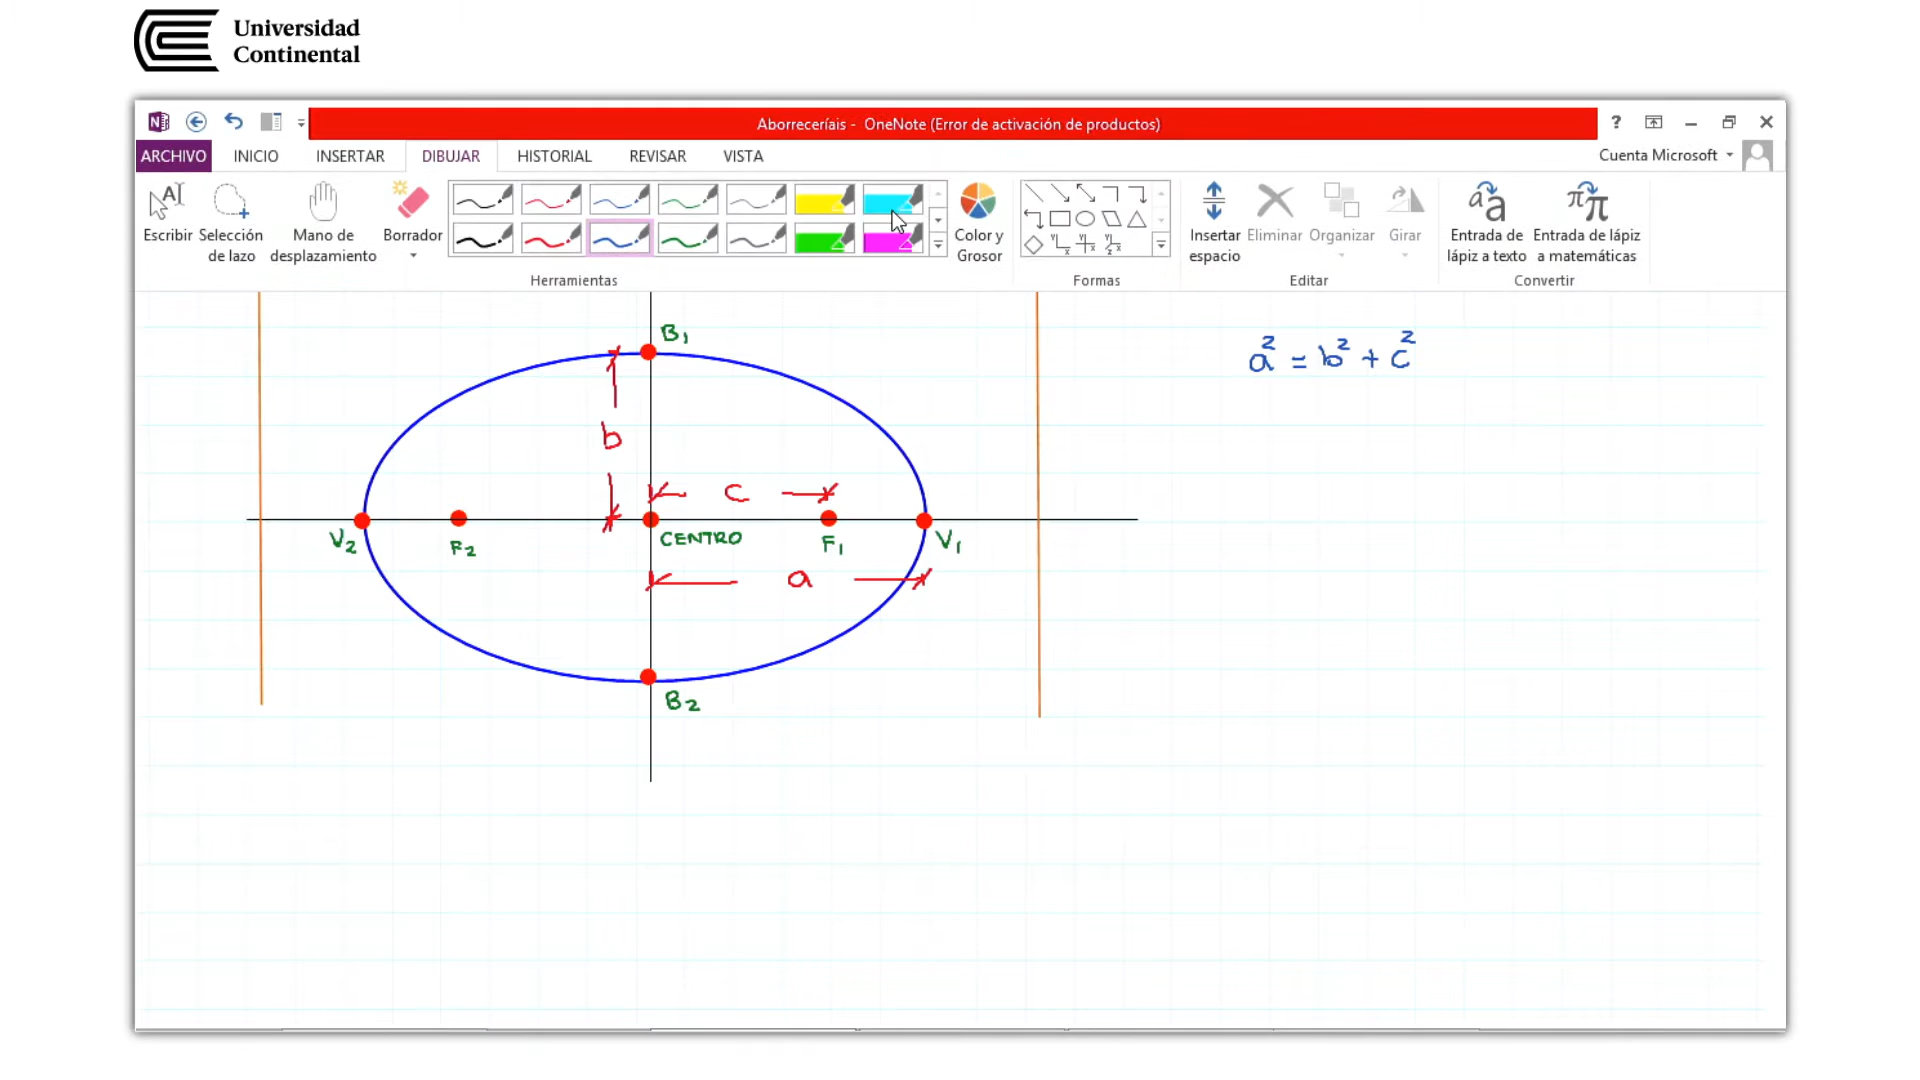 Universidad
Continental
Aborreceríais - OneNote (Error de activación de productos)
?
ARCHIVO INICIO INSERTAR DIBUJAR HISTORIAL REVISAR VISTA
Cuenta Microsoft
Escribir
Selección
de lazo
Mano de
desplazamiento
Borrador
Color y
Grosor
Insertar
espacio
Eliminar
Organizar
Girar
Entrada de
lápiz a texto
Entrada de lápiz
a matemáticas
Herramientas
Formas
Editar
Convertir
B₁
a² = b² + c²
b
c
V₂
F₂
CENTRO
F₁
V₁
a
B₂